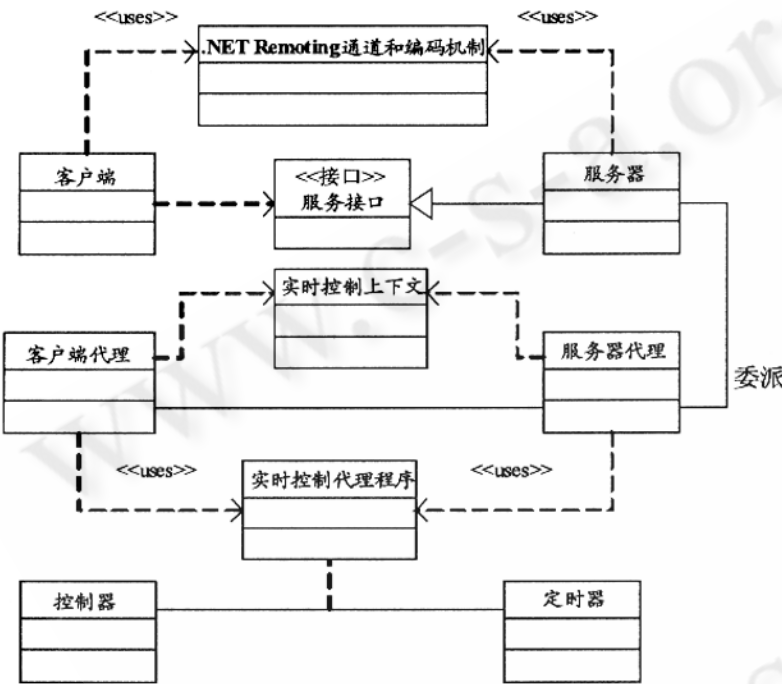 <<uses>>
<<uses>>
.NET Remoting通道和编码机制
客户端
<<接口>>
服务接口
服务器
实时控制上下文
客户端代理
服务器代理
委派
<<uses>>
<<uses>>
实时控制代理程序
控制器
定时器
www.c-s-a.or